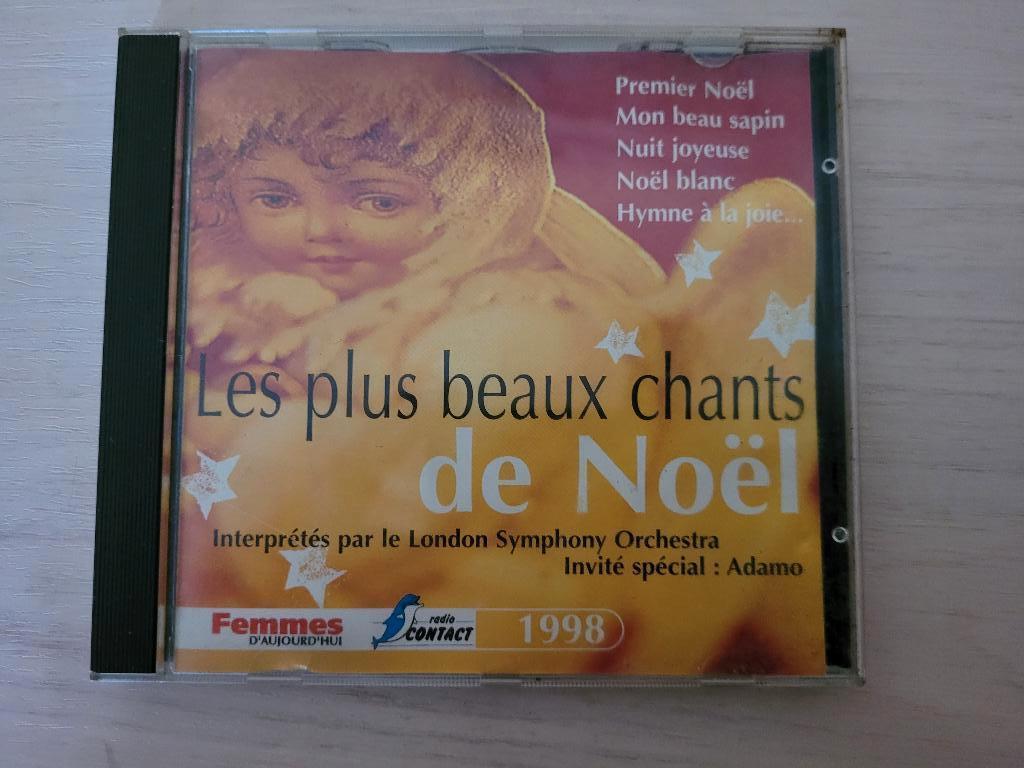 Premier Noël
Mon beau sapin
Nuit joyeuse
Noël blanc
Hymne à la joie...
Les plus beaux chants
de Noël
Interprétés par le London Symphony Orchestra
Invité spécial : Adamo
Femmes
D'AUJOURD'HUI
radio
CONTACT
1998